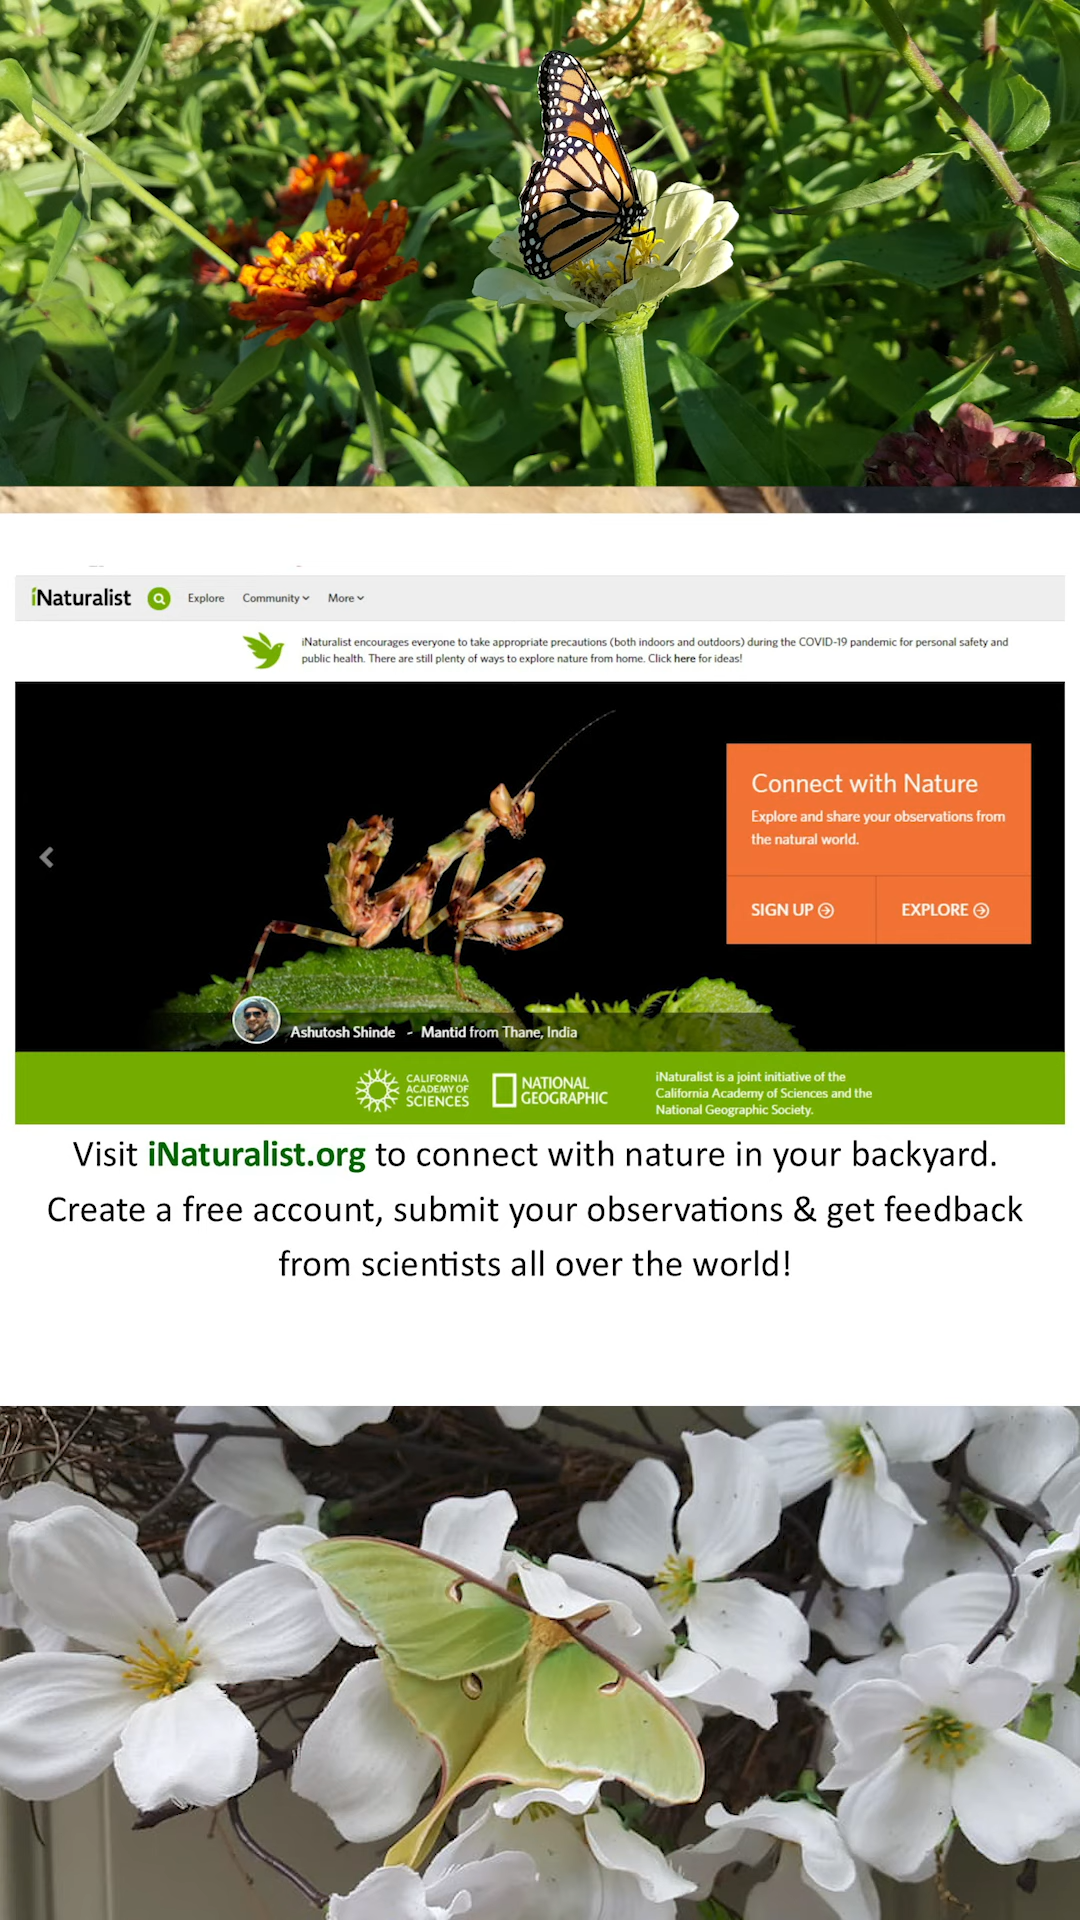 iNaturalist
Explore
Community
More
iNaturalist encourages everyone to take appropriate precautions (both indoors and outdoors) during the COVID-19 pandemic for personal safety and
public health. There are still plenty of ways to explore nature from home. Click here for ideas!
Connect with Nature
Explore and share your observations from
the natural world.
SIGN UP
EXPLORE
Ashutosh Shinde - Mantid from Thane, India
CALIFORNIA
ACADEMY OF
SCIENCES
NATIONAL
GEOGRAPHIC
iNaturalist is a joint initiative of the
California Academy of Sciences and the
National Geographic Society.
Visit iNaturalist.org to connect with nature in your backyard.
Create a free account, submit your observations & get feedback
from scientists all over the world!